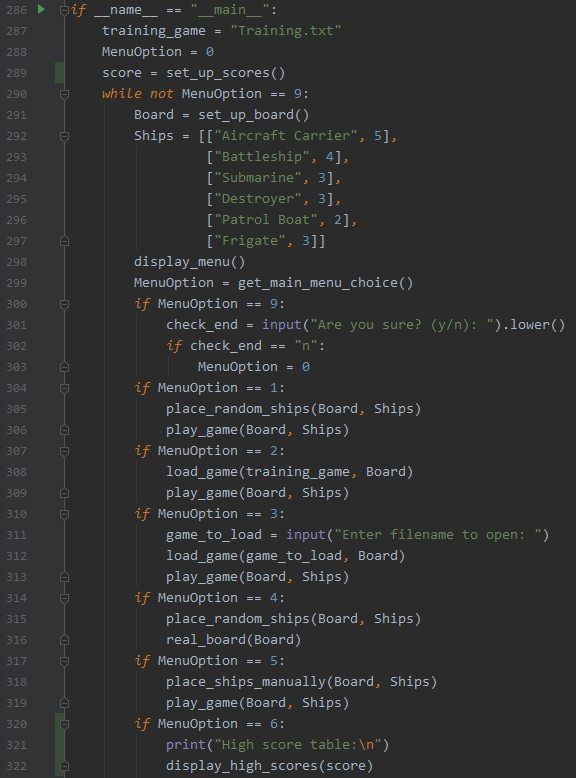 286 if __name__ == "__main__":
287     training_game = "Training.txt"
288     MenuOption = 0
289     score = set_up_scores()
290     while not MenuOption == 9:
291         Board = set_up_board()
292         Ships = [["Aircraft Carrier", 5],
293                  ["Battleship", 4],
294                  ["Submarine", 3],
295                  ["Destroyer", 3],
296                  ["Patrol Boat", 2],
297                  ["Frigate", 3]]
298         display_menu()
299         MenuOption = get_main_menu_choice()
300         if MenuOption == 9:
301             check_end = input("Are you sure? (y/n): ").lower()
302             if check_end == "n":
303                 MenuOption = 0
304         if MenuOption == 1:
305             place_random_ships(Board, Ships)
306             play_game(Board, Ships)
307         if MenuOption == 2:
308             load_game(training_game, Board)
309             play_game(Board, Ships)
310         if MenuOption == 3:
311             game_to_load = input("Enter filename to open: ")
312             load_game(game_to_load, Board)
313             play_game(Board, Ships)
314         if MenuOption == 4:
315             place_random_ships(Board, Ships)
316             real_board(Board)
317         if MenuOption == 5:
318             place_ships_manually(Board, Ships)
319             play_game(Board, Ships)
320         if MenuOption == 6:
321             print("High score table:\n")
322             display_high_scores(score)